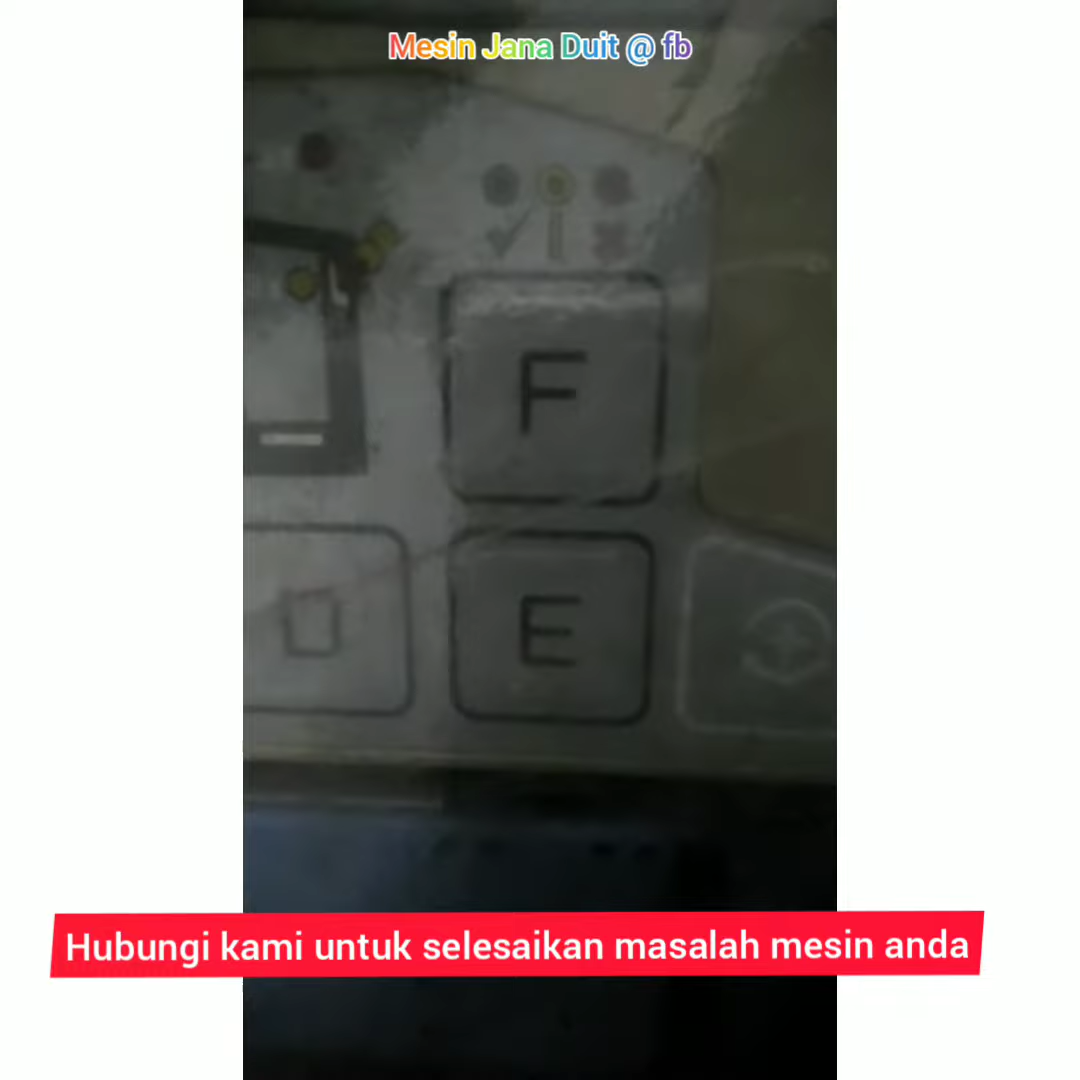 Mesin Jana Duit @ fb
F
E
Hubungi kami untuk selesaikan masalah mesin anda